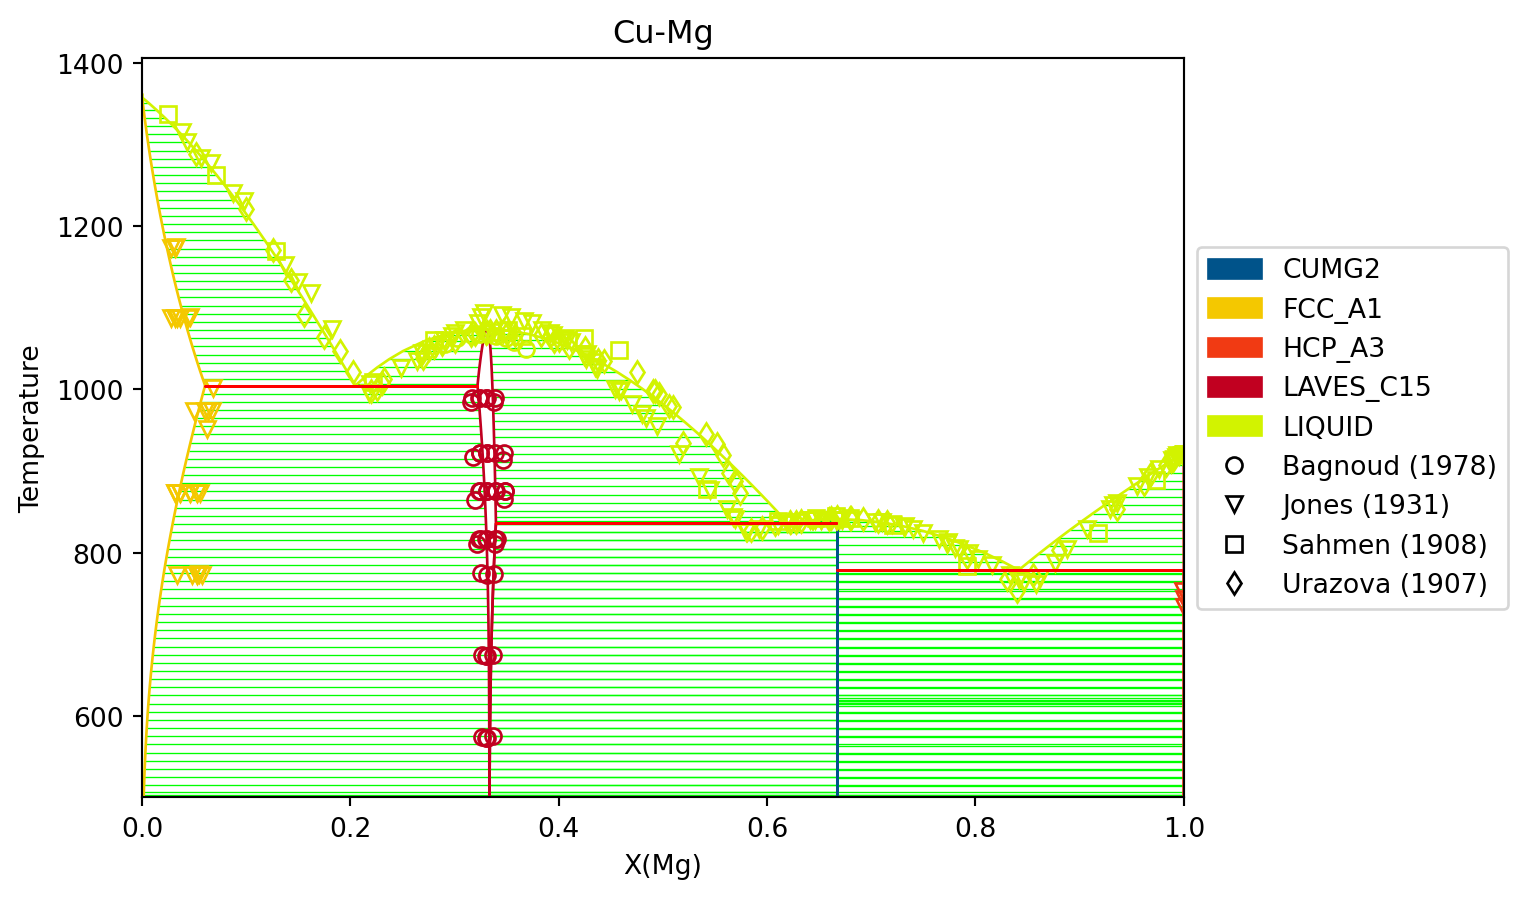 Cu-Mg
1400
1200
1000
800
600
Temperature
0.0 0.2 0.4 0.6 0.8 1.0
X(Mg)
CUMG2
FCC_A1
HCP_A3
LAVES_C15
LIQUID
Bagnoud (1978)
Jones (1931)
Sahmen (1908)
Urazova (1907)